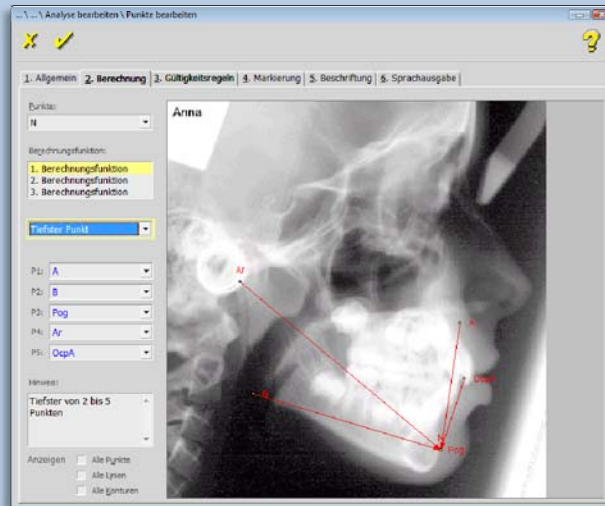 ...\ ... \ Analyse bearbeiten \ Punkte bearbeiten
1. Allgemein
2. Berechnung
3. Gültigkeitsregeln
4. Markierung
5. Beschriftung
6. Sprachausgabe
Punkte:
N
Berechnungsfunktion:
1. Berechnungsfunktion
2. Berechnungsfunktion
3. Berechnungsfunktion
Tiefster Punkt
P1: A
P2: B
P3: Pog
P4: Ar
P5: OcpA
Hinweis:
Tiefster von 2 bis 5
Punkten
Anzeigen
Alle Punkte
Alle Linien
Alle Konturen
Anna
Ar
A
Pog